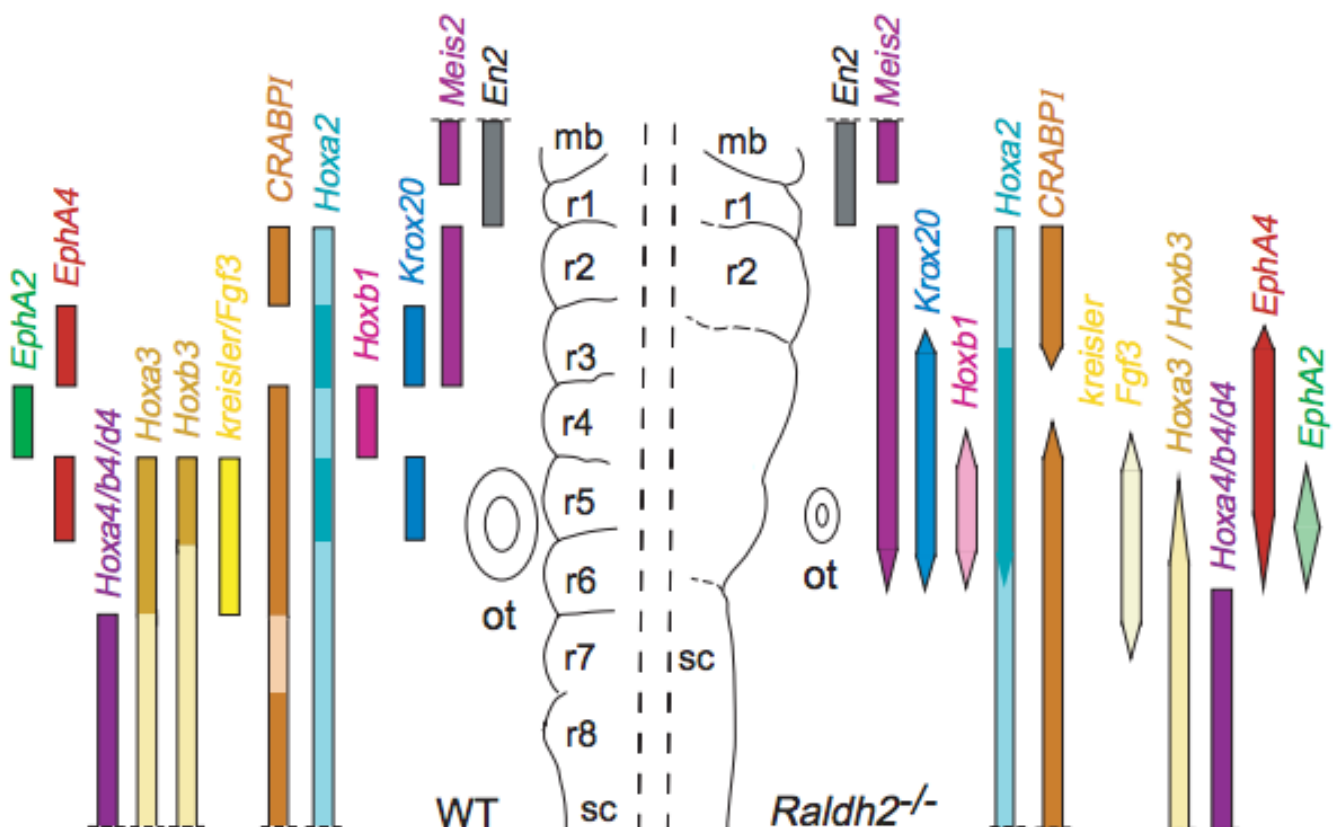 EphA2
EphA4
Hoxa4/b4/d4
Hoxa3
Hoxb3
kreisler/Fgf3
CRABPI
Hoxa2
Hoxb1
Krox20
Meis2
En2
mb
r1
r2
r3
r4
r5
r6
r7
r8
sc
ot
WT
mb
r1
r2
sc
ot
Raldh2-/-
En2
Meis2
Krox20
Hoxb1
Hoxa2
CRABPI
kreisler
Fgf3
Hoxa3 / Hoxb3
Hoxa4/b4/d4
EphA4
EphA2